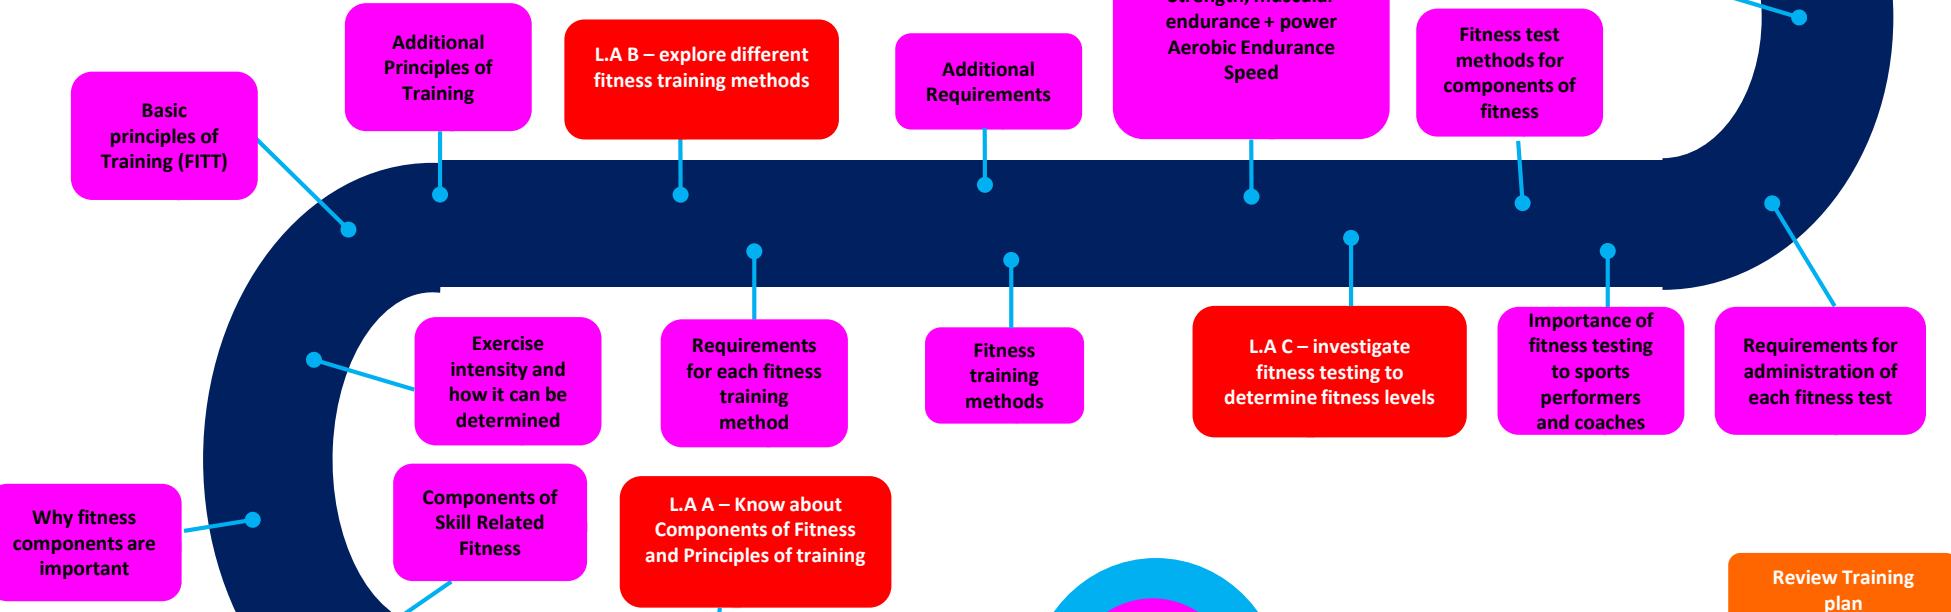 Strength, muscular
endurance + power
Aerobic Endurance
Speed
Additional
Principles of
Training
L.A B – explore different
fitness training methods
Additional
Requirements
Fitness test
methods for
components of
fitness
Basic
principles of
Training (FITT)
Exercise
intensity and
how it can be
determined
Requirements
for each fitness
training
method
Fitness
training
methods
L.A C – investigate
fitness testing to
determine fitness levels
Importance of
fitness testing
to sports
performers
and coaches
Requirements for
administration of
each fitness test
Why fitness
components are
important
Components of
Skill Related
Fitness
L.A A – Know about
Components of Fitness
and Principles of training
Review Training
plan